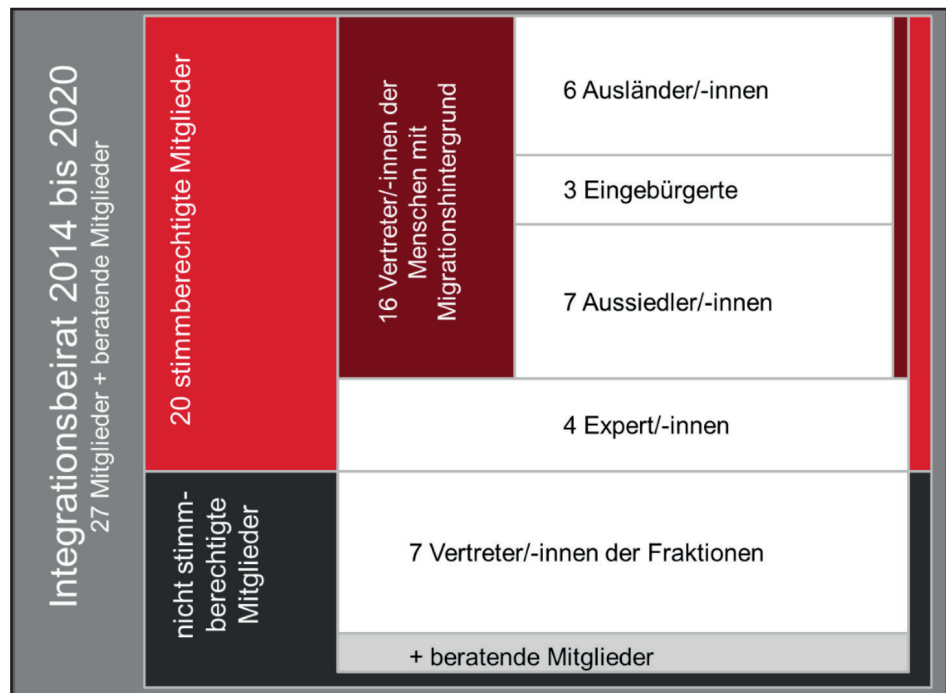 Integrationsbeirat 2014 bis 2020
27 Mitglieder + beratende Mitglieder
20 stimmberechtigte Mitglieder
16 Vertreter/-innen der
Menschen mit
Migrationshintergrund
6 Ausländer/-innen
3 Eingebürgerte
7 Aussiedler/-innen
4 Expert/-innen
nicht stimm-
berechtigte
Mitglieder
7 Vertreter/-innen der Fraktionen
+ beratende Mitglieder